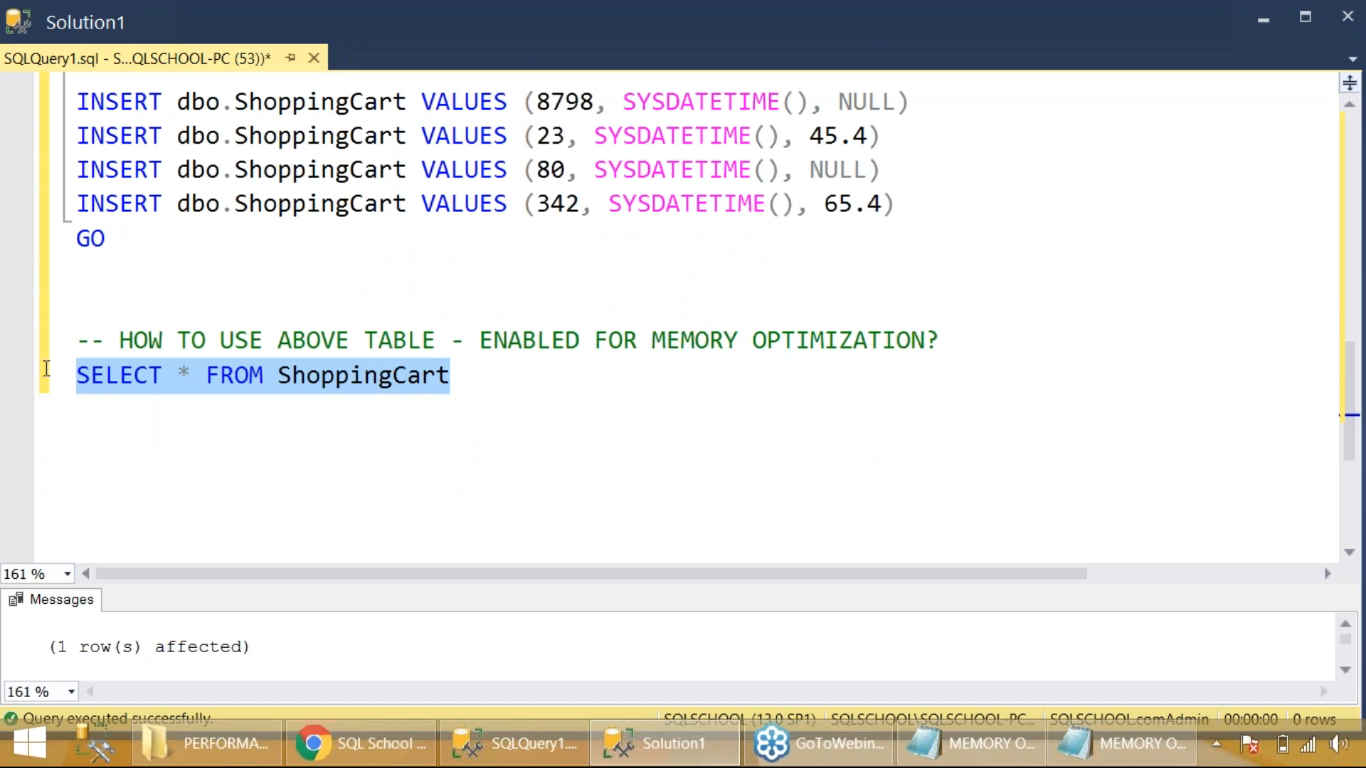 Solution1
SQLQuery1.sql - S...QLSCHOOL-PC (53))*
INSERT dbo.ShoppingCart VALUES (8798, SYSDATETIME(), NULL)
INSERT dbo.ShoppingCart VALUES (23, SYSDATETIME(), 45.4)
INSERT dbo.ShoppingCart VALUES (80, SYSDATETIME(), NULL)
INSERT dbo.ShoppingCart VALUES (342, SYSDATETIME(), 65.4)
GO
-- HOW TO USE ABOVE TABLE - ENABLED FOR MEMORY OPTIMIZATION?
SELECT * FROM ShoppingCart
161 %
Messages
(1 row(s) affected)
161 %
Query executed successfully. SQLSCHOOL (13.0 SP1) SQLSCHOOL\SQLSCHOOL-PC... SQLSCHOOL.comAdmin 00:00:00 0 rows
PERFORMA... SQL School ... SQLQuery1.... Solution1 GoToWebin... MEMORY O... MEMORY O...